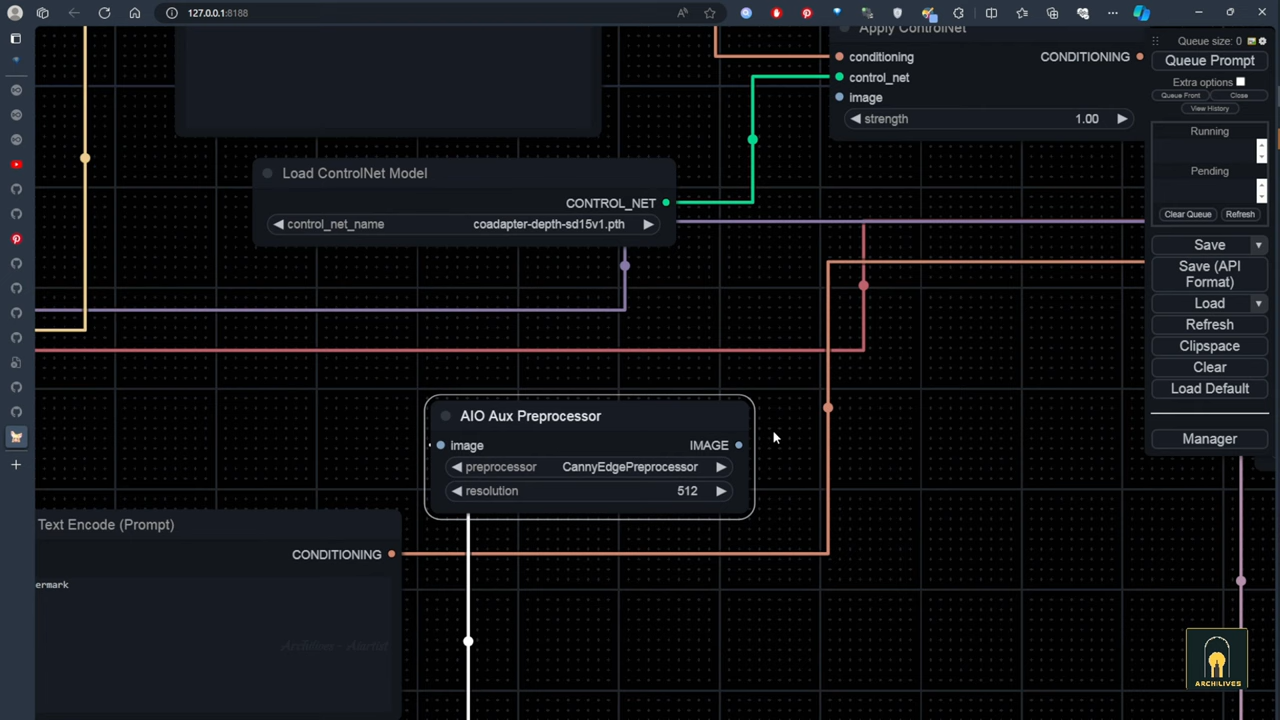 127.0.0.1:8188
Apply ControlNet
conditioning
CONDITIONING
control_net
image
strength
1.00
Load ControlNet Model
CONTROL_NET
control_net_name
coadapter-depth-sd15v1.pth
AIO Aux Preprocessor
image
IMAGE
preprocessor
CannyEdgePreprocessor
resolution
512
Text Encode (Prompt)
CONDITIONING
ermark
Queue size: 0
Queue Prompt
Extra options
Queue Front
Close
View History
Running
Pending
Clear Queue
Refresh
Save
Save (API
Format)
Load
Refresh
Clipspace
Clear
Load Default
Manager
ARCHILIVES